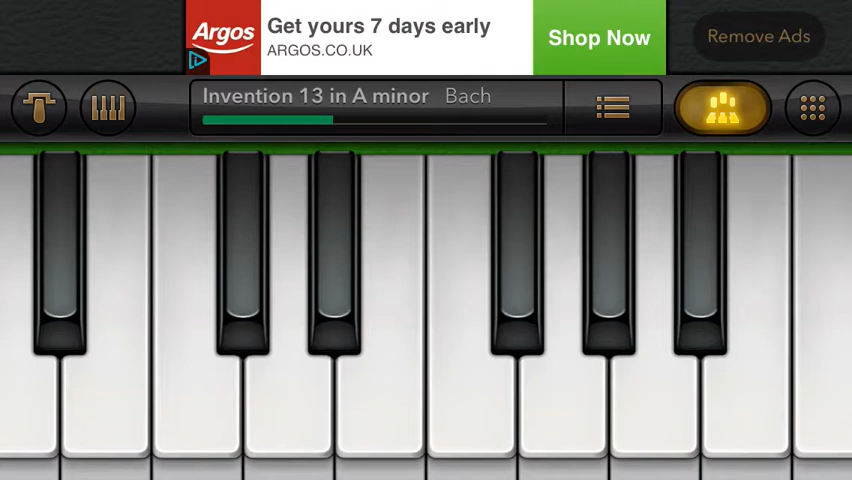 Argos
Get yours 7 days early
ARGOS.CO.UK
Shop Now
Remove Ads
Invention 13 in A minor Bach